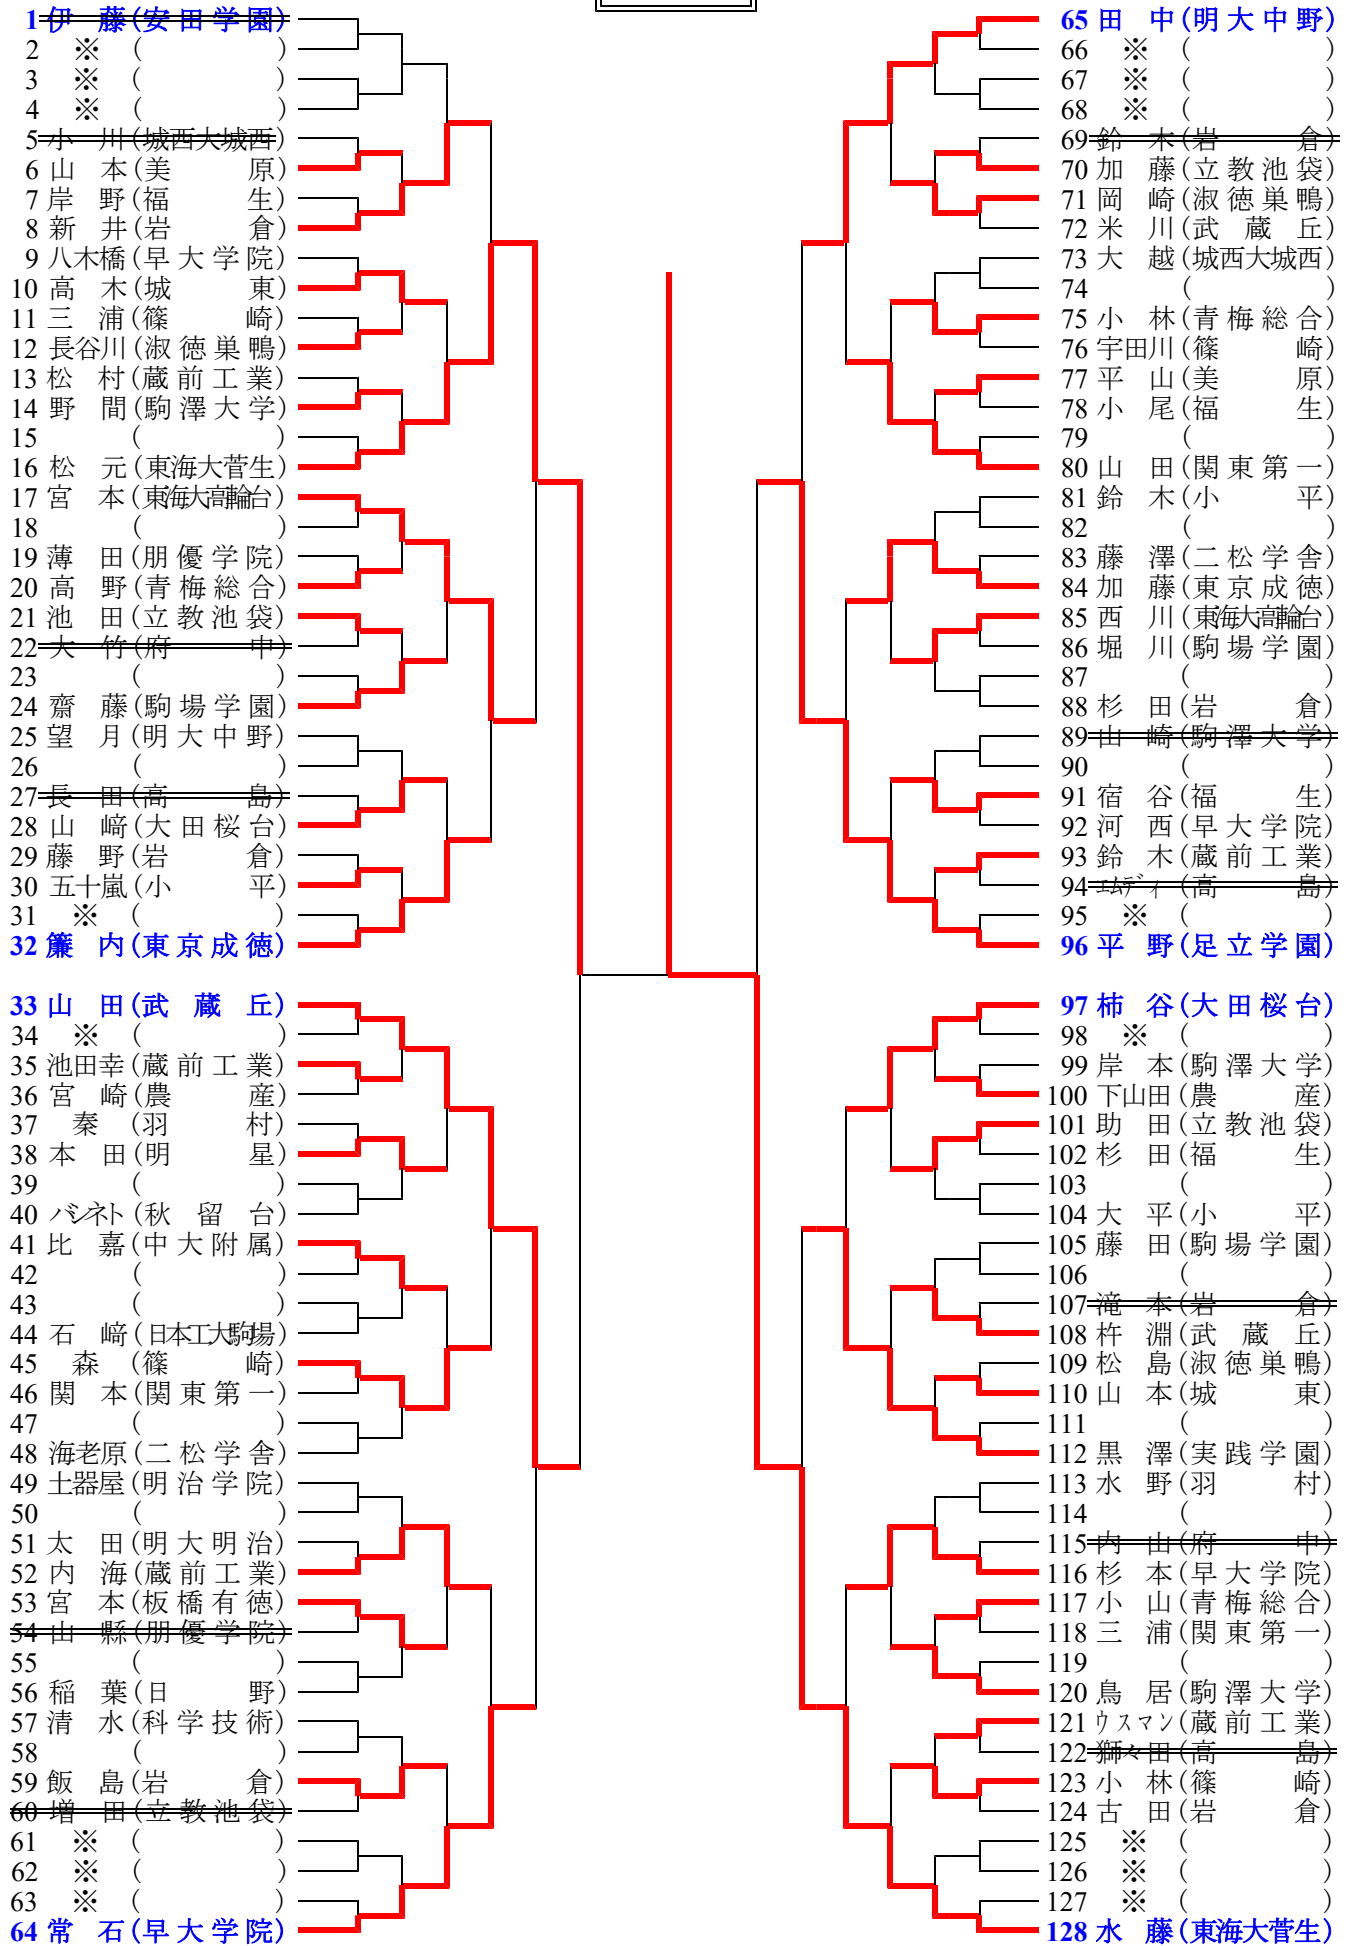 1 伊 藤 (安田学園)
2 ※ ( )
3 ※ ( )
4 ※ ( )
5 小 川 (城西大城西)
6 山 本 (美 原)
7 岸 野 (福 生)
8 新 井 (岩 倉)
9 八木橋 (早大学院)
10 高 木 (城 東)
11 三 浦 (篠 崎)
12 長谷川 (淑徳巣鴨)
13 松 村 (蔵前工業)
14 野 間 (駒澤大学)
15 ( )
16 松 元 (東海大菅生)
17 宮 本 (東海大高輪台)
18 ( )
19 薄 田 (朋優学院)
20 高 野 (青梅総合)
21 池 田 (立教池袋)
22 大 竹 (府 中)
23 ( )
24 齋 藤 (駒場学園)
25 望 月 (明大中野)
26 ( )
27 長 田 (高 島)
28 山 﨑 (大田桜台)
29 藤 野 (岩 倉)
30 五十嵐 (小 平)
31 ※ ( )
32 簾 内 (東京成徳)
33 山 田 (武 蔵 丘)
34 ※ ( )
35 池田幸 (蔵前工業)
36 宮 崎 (農 産)
37 秦 (羽 村)
38 本 田 (明 星)
39 ( )
40 バシネト (秋 留 台)
41 比 嘉 (中大附属)
42 ( )
43 ( )
44 石 﨑 (日本工大駒場)
45 森 (篠 崎)
46 関 本 (関東第一)
47 ( )
48 海老原 (二松学舎)
49 土器屋 (明治学院)
50 ( )
51 太 田 (明大明治)
52 内 海 (蔵前工業)
53 宮 本 (板橋有徳)
54 山 縣 (朋優学院)
55 ( )
56 稲 葉 (日 野)
57 清 水 (科学技術)
58 ( )
59 飯 島 (岩 倉)
60 増 田 (立教池袋)
61 ※ ( )
62 ※ ( )
63 ※ ( )
64 常 石 (早大学院)
65 田 中 (明大中野)
66 ※ ( )
67 ※ ( )
68 ※ ( )
69 鈴 木 (岩 倉)
70 加 藤 (立教池袋)
71 岡 崎 (淑徳巣鴨)
72 米 川 (武 蔵 丘)
73 大 越 (城西大城西)
74 ( )
75 小 林 (青梅総合)
76 宇田川 (篠 崎)
77 平 山 (美 原)
78 小 尾 (福 生)
79 ( )
80 山 田 (関東第一)
81 鈴 木 (小 平)
82 ( )
83 藤 澤 (二松学舎)
84 加 藤 (東京成徳)
85 西 川 (東海大高輪台)
86 堀 川 (駒場学園)
87 ( )
88 杉 田 (岩 倉)
89 山 崎 (駒澤大学)
90 ( )
91 宿 谷 (福 生)
92 河 西 (早大学院)
93 鈴 木 (蔵前工業)
94 エムディ (高 島)
95 ※ ( )
96 平 野 (足立学園)
97 柿 谷 (大田桜台)
98 ※ ( )
99 岸 本 (駒澤大学)
100 下山田 (農 産)
101 助 田 (立教池袋)
102 杉 田 (福 生)
103 ( )
104 大 平 (小 平)
105 藤 田 (駒場学園)
106 ( )
107 滝 本 (岩 倉)
108 杵 淵 (武 蔵 丘)
109 松 島 (淑徳巣鴨)
110 山 本 (城 東)
111 ( )
112 黒 澤 (実践学園)
113 水 野 (羽 村)
114 ( )
115 内 山 (府 中)
116 杉 本 (早大学院)
117 小 山 (青梅総合)
118 三 浦 (関東第一)
119 ( )
120 鳥 居 (駒澤大学)
121 ウスマン (蔵前工業)
122 獅々田 (高 島)
123 小 林 (篠 崎)
124 古 田 (岩 倉)
125 ※ ( )
126 ※ ( )
127 ※ ( )
128 水 藤 (東海大菅生)